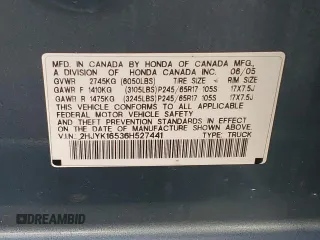 MFD. IN CANADA BY HONDA OF CANADA MFG.,
A DIVISION OF HONDA CANADA INC. 06/05
GVWR 2745KG (6050LBS) TIRE SIZE RIM SIZE
GAWR F 1410KG (3105LBS) P245/65R17 105S 17X7.5J
GAWR R 1475KG (3245LBS) P245/65R17 105S 17X7.5J
THIS VEHICLE CONFORMS TO ALL APPLICABLE
FEDERAL MOTOR VEHICLE SAFETY STANDARDS
IN EFFECT ON THE DATE OF MANUFACTURE
SHOWN ABOVE.
V.I.N. 2HJYK16536H527441 TYPE: TRUCK
DREAMBID